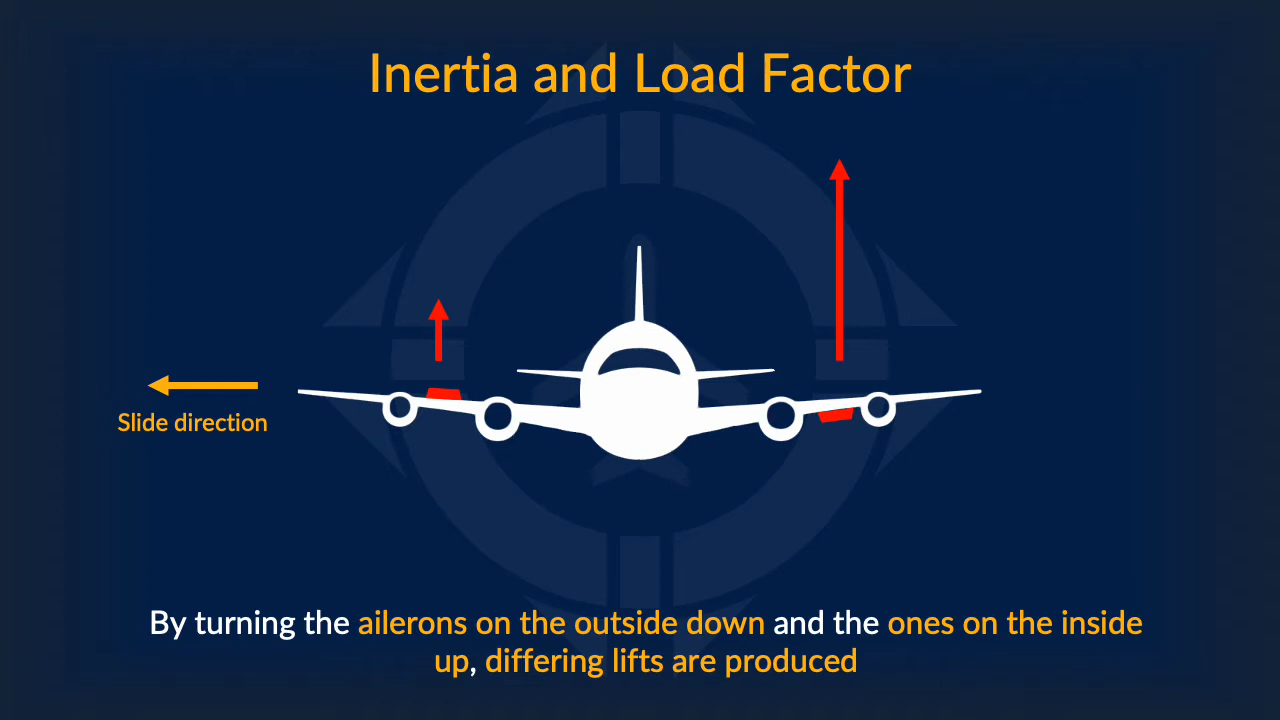 Inertia and Load Factor
Slide direction
By turning the ailerons on the outside down and the ones on the inside
up, differing lifts are produced